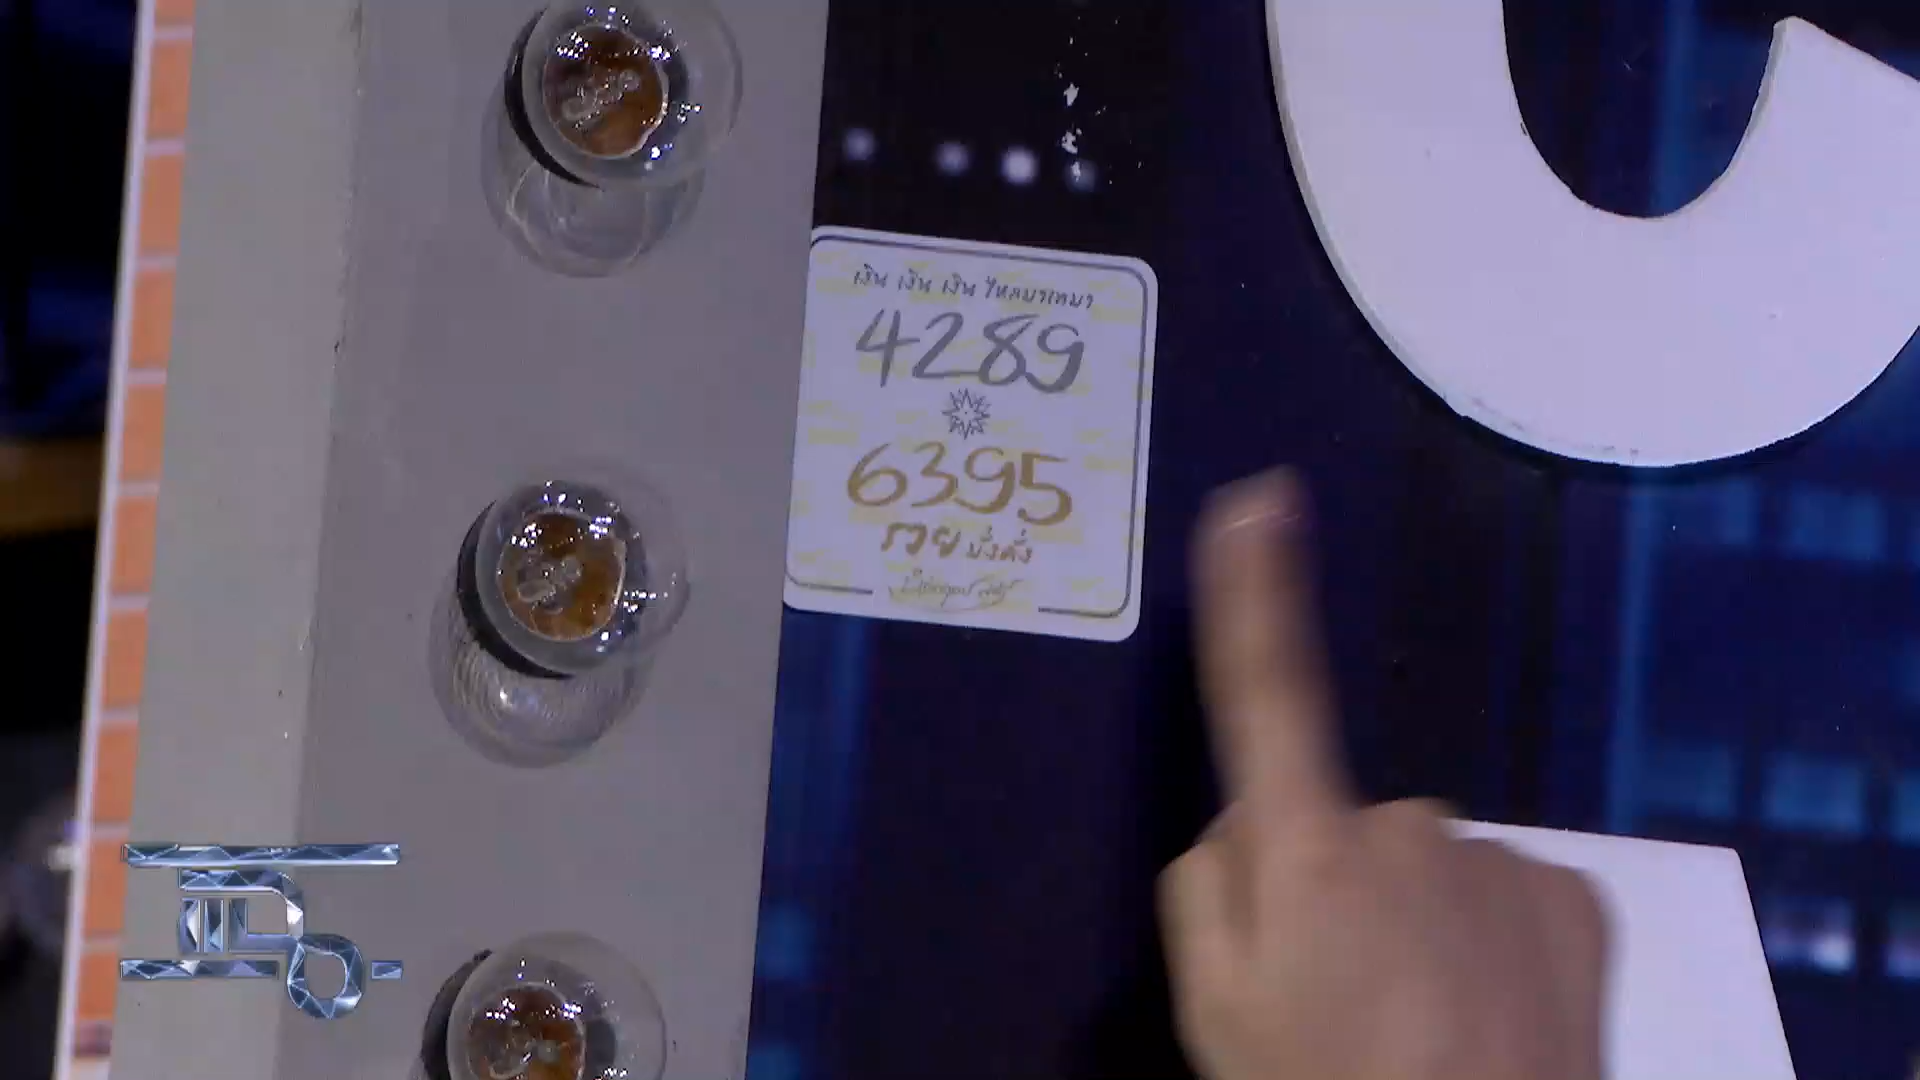 เงิน เงิน เงิน ไหลมาเทมา
4289
6395
รวย มั่งคั่ง